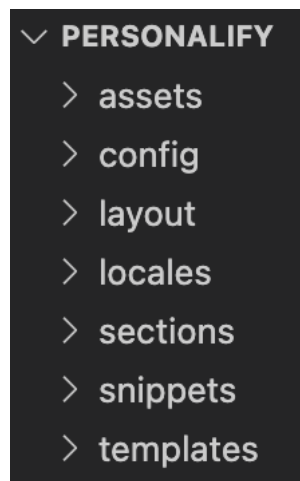 PERSONALIFY
assets
config
layout
locales
sections
snippets
templates